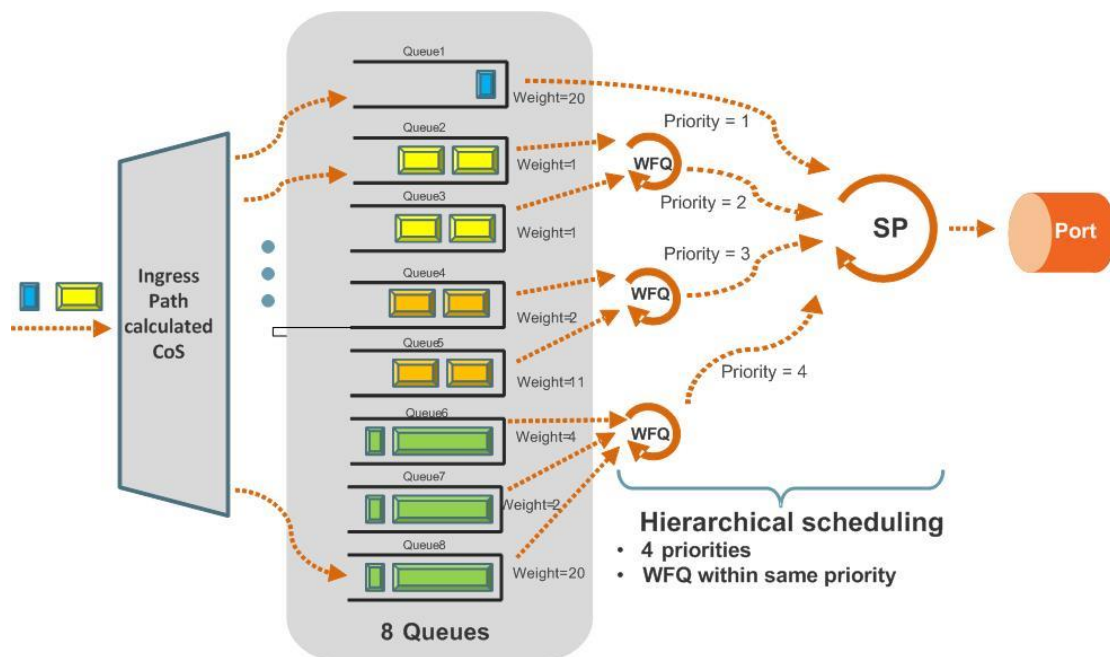 Queue1
Weight=20
Queue2
Weight=1
Queue3
Weight=1
Queue4
Weight=2
Queue5
Weight=11
Queue6
Weight=4
Queue7
Weight=2
Queue8
Weight=20
8 Queues
Ingress
Path
calculated
CoS
WFQ
WFQ
WFQ
Priority = 1
Priority = 2
Priority = 3
Priority = 4
SP
Port
Hierarchical scheduling
• 4 priorities
• WFQ within same priority